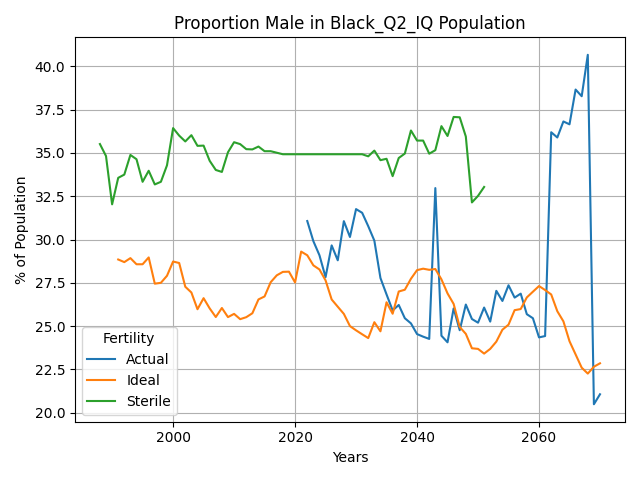 Proportion Male in Black_Q2_IQ Population
% of Population
40.0
37.5
35.0
32.5
30.0
27.5
25.0
22.5
20.0
Fertility
Actual
Ideal
Sterile
2000
2020
2040
2060
Years